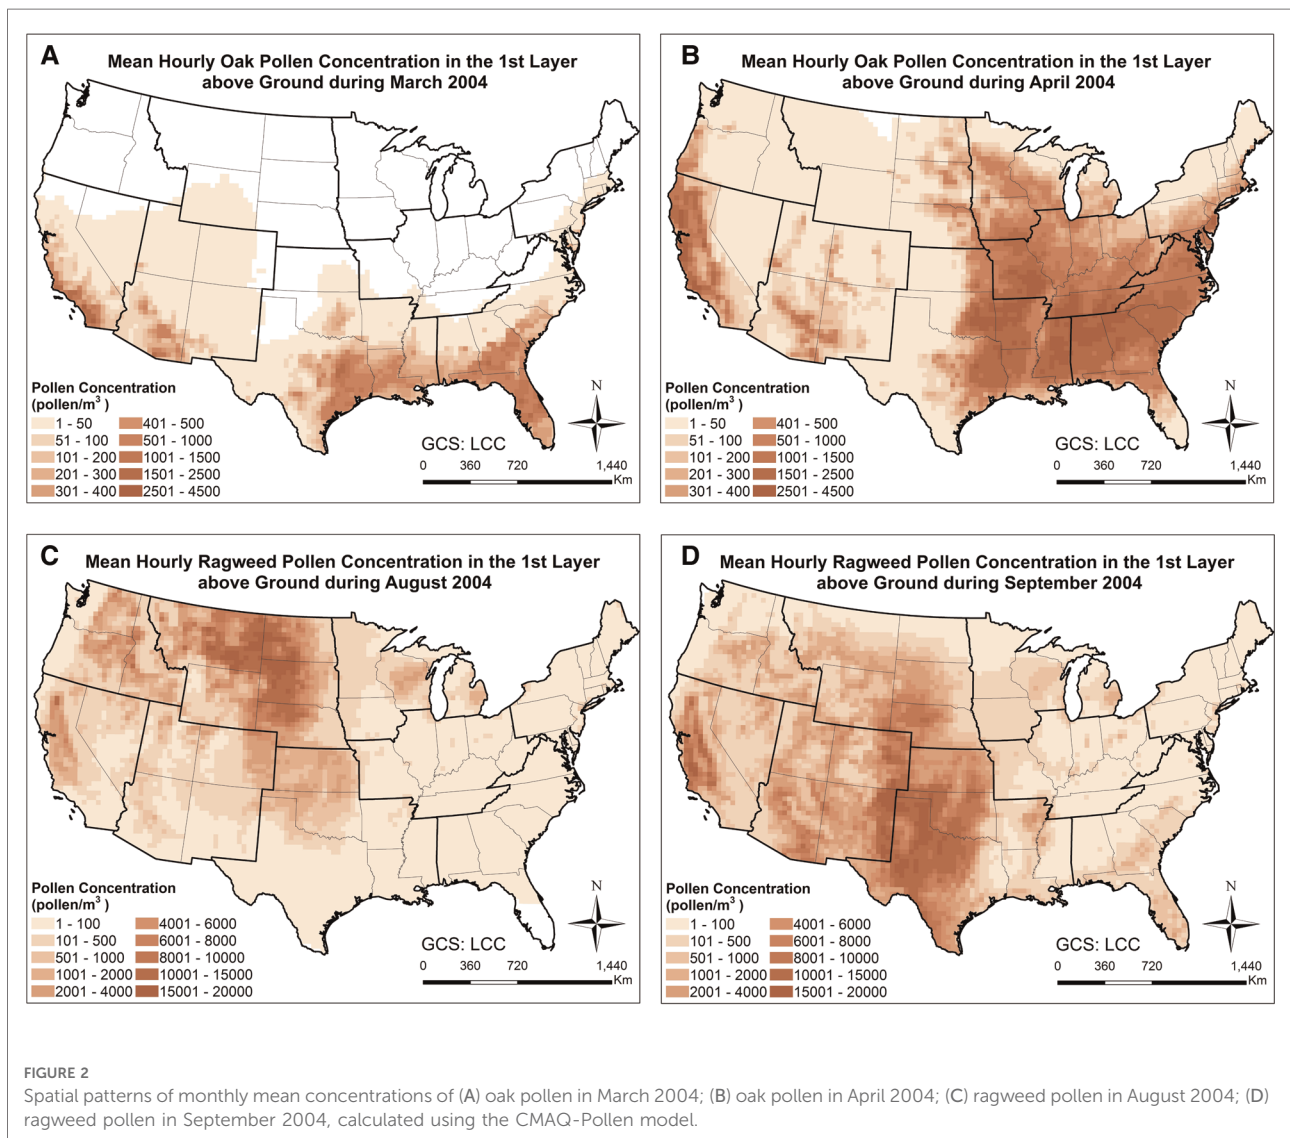 A
Mean Hourly Oak Pollen Concentration in the 1st Layer
above Ground during March 2004
Pollen Concentration
(pollen/m³ )
1 - 50
51 - 100
101 - 200
201 - 300
301 - 400
401 - 500
501 - 1000
1001 - 1500
1501 - 2500
2501 - 4500
N
GCS: LCC
0 360 720 1,440
Km
B
Mean Hourly Oak Pollen Concentration in the 1st Layer
above Ground during April 2004
Pollen Concentration
(pollen/m³ )
1 - 50
51 - 100
101 - 200
201 - 300
301 - 400
401 - 500
501 - 1000
1001 - 1500
1501 - 2500
2501 - 4500
N
GCS: LCC
0 360 720 1,440
Km
C
Mean Hourly Ragweed Pollen Concentration in the 1st Layer
above Ground during August 2004
Pollen Concentration
(pollen/m³ )
1 - 100
101 - 500
501 - 1000
1001 - 2000
2001 - 4000
4001 - 6000
6001 - 8000
8001 - 10000
10001 - 15000
15001 - 20000
N
GCS: LCC
0 360 720 1,440
Km
D
Mean Hourly Ragweed Pollen Concentration in the 1st Layer
above Ground during September 2004
Pollen Concentration
(pollen/m³ )
1 - 100
101 - 500
501 - 1000
1001 - 2000
2001 - 4000
4001 - 6000
6001 - 8000
8001 - 10000
10001 - 15000
15001 - 20000
N
GCS: LCC
0 360 720 1,440
Km
FIGURE 2
Spatial patterns of monthly mean concentrations of (A) oak pollen in March 2004; (B) oak pollen in April 2004; (C) ragweed pollen in August 2004; (D)
ragweed pollen in September 2004, calculated using the CMAQ-Pollen model.